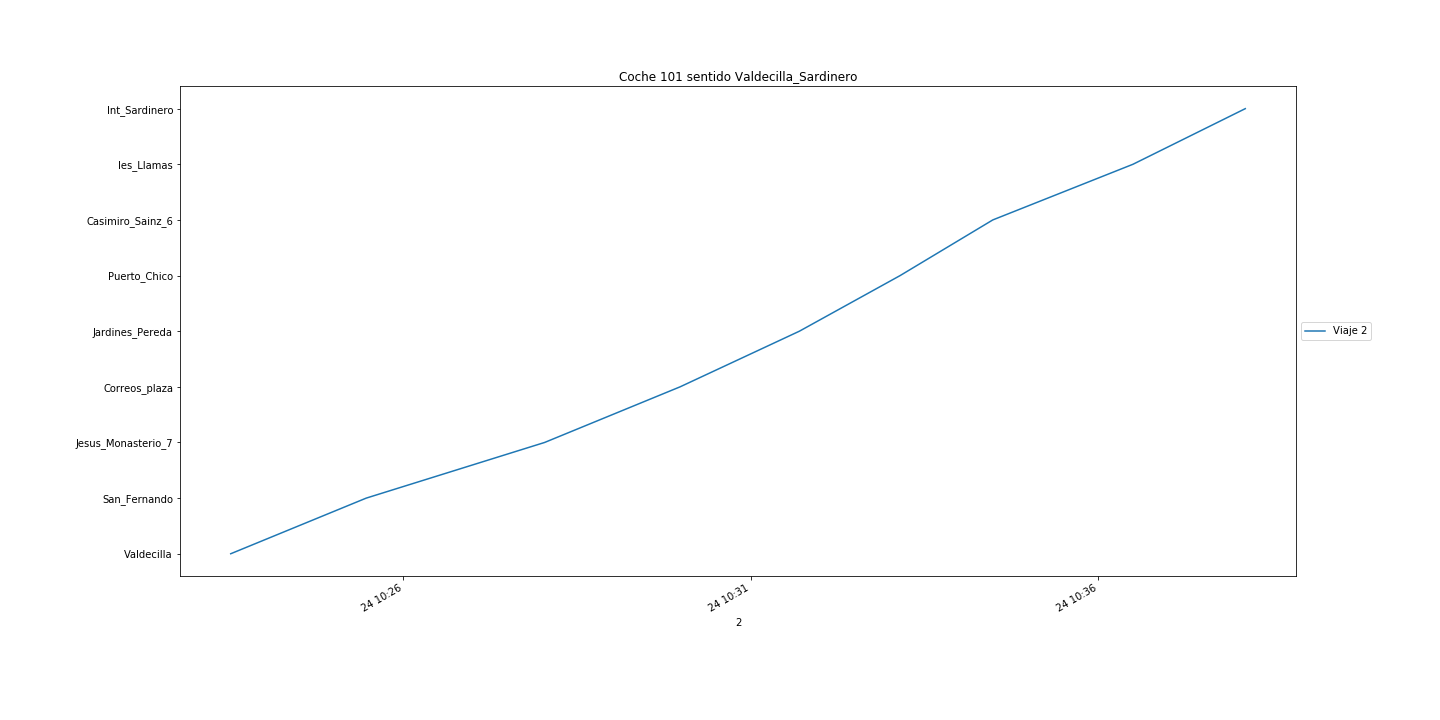 Coche 101 sentido Valdecilla_Sardinero
Int_Sardinero
Ies_Llamas
Casimiro_Sainz_6
Puerto_Chico
Jardines_Pereda
Correos_plaza
Jesus_Monasterio_7
San_Fernando
Valdecilla
24 10:26
24 10:31
24 10:36
2
Viaje 2